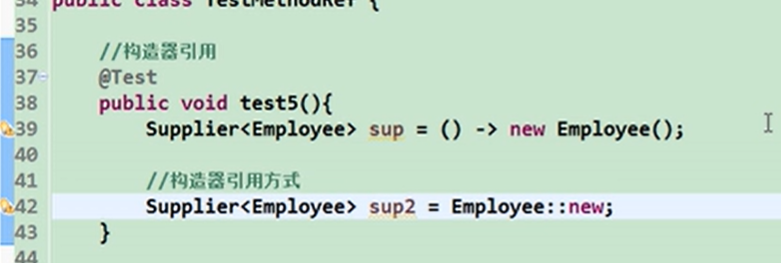 34 public class TestMethodRef {
35
36 //构造器引用
37 @Test
38 public void test5(){
39 Supplier<Employee> sup = () -> new Employee();
40
41 //构造器引用方式
42 Supplier<Employee> sup2 = Employee::new;
43 }
44